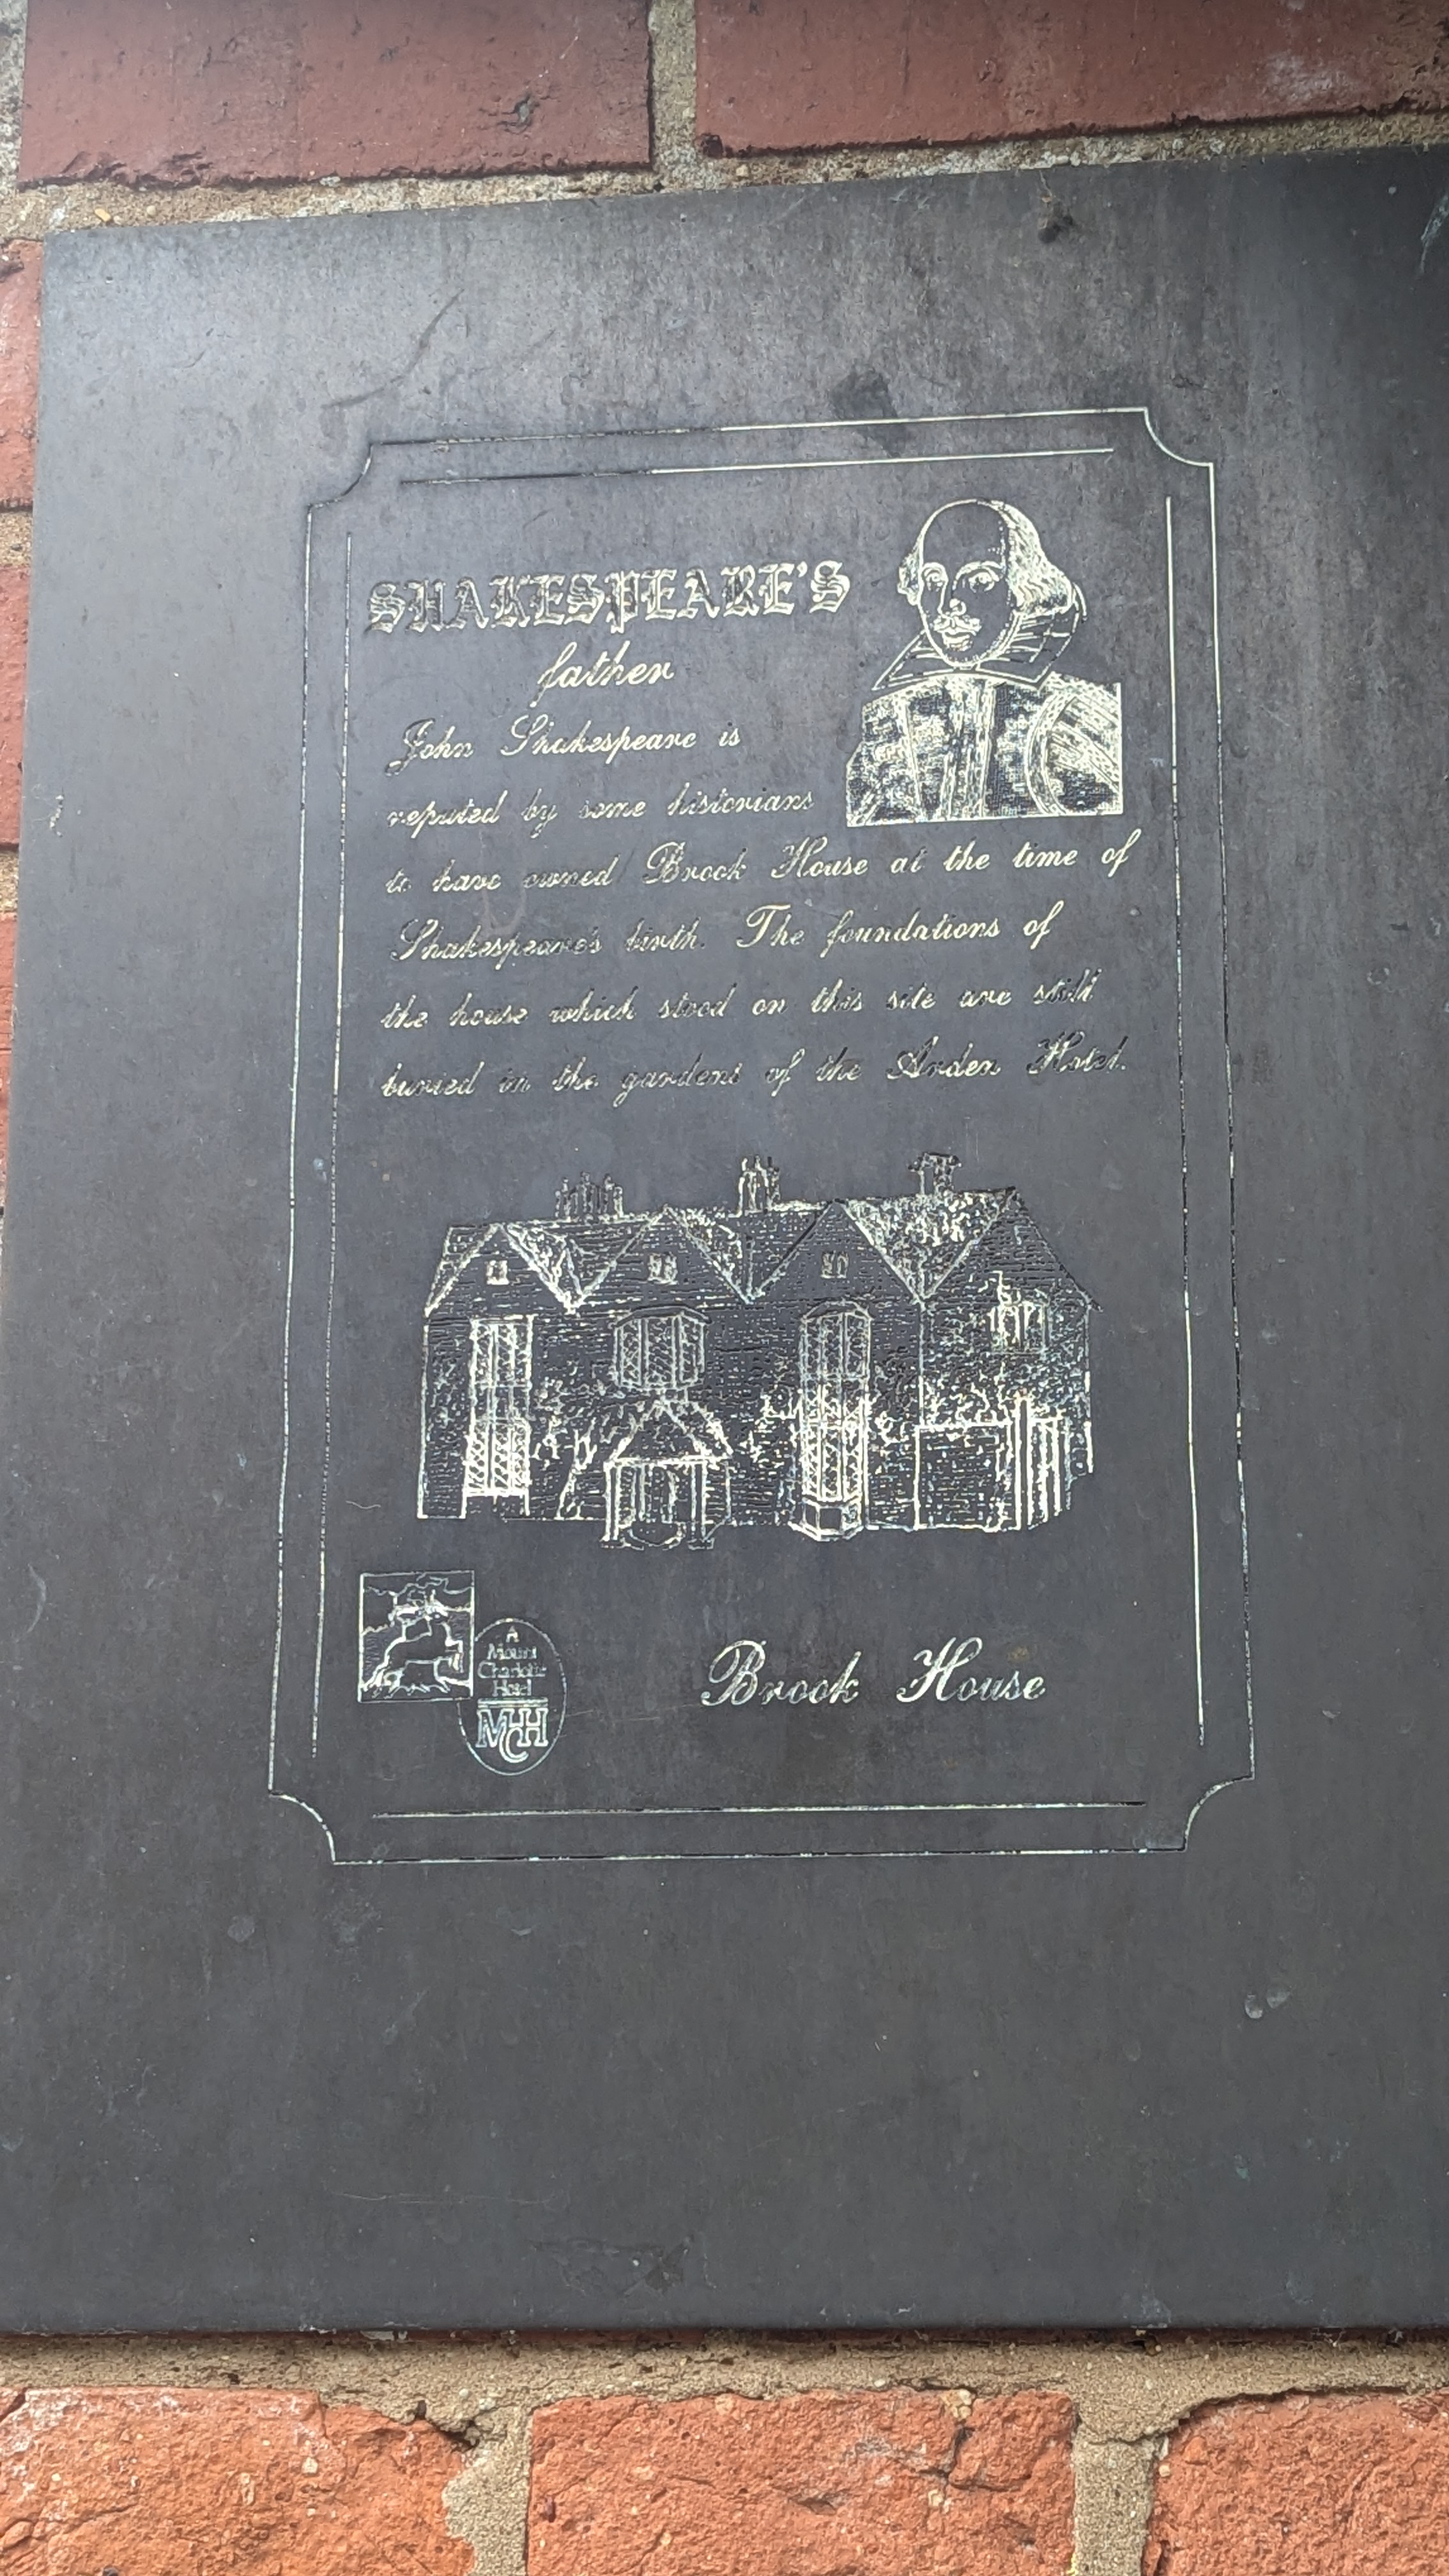 SHAKESPEARE'S
father
John Shakespeare is
reputed by some historians
to have owned Brook House at the time of
Shakespeare's birth. The foundations of
the house which stood on this site are still
buried in the gardens of the Arden Hotel.
A
Mount
Charlotte
Hotel
MCH
Brook House